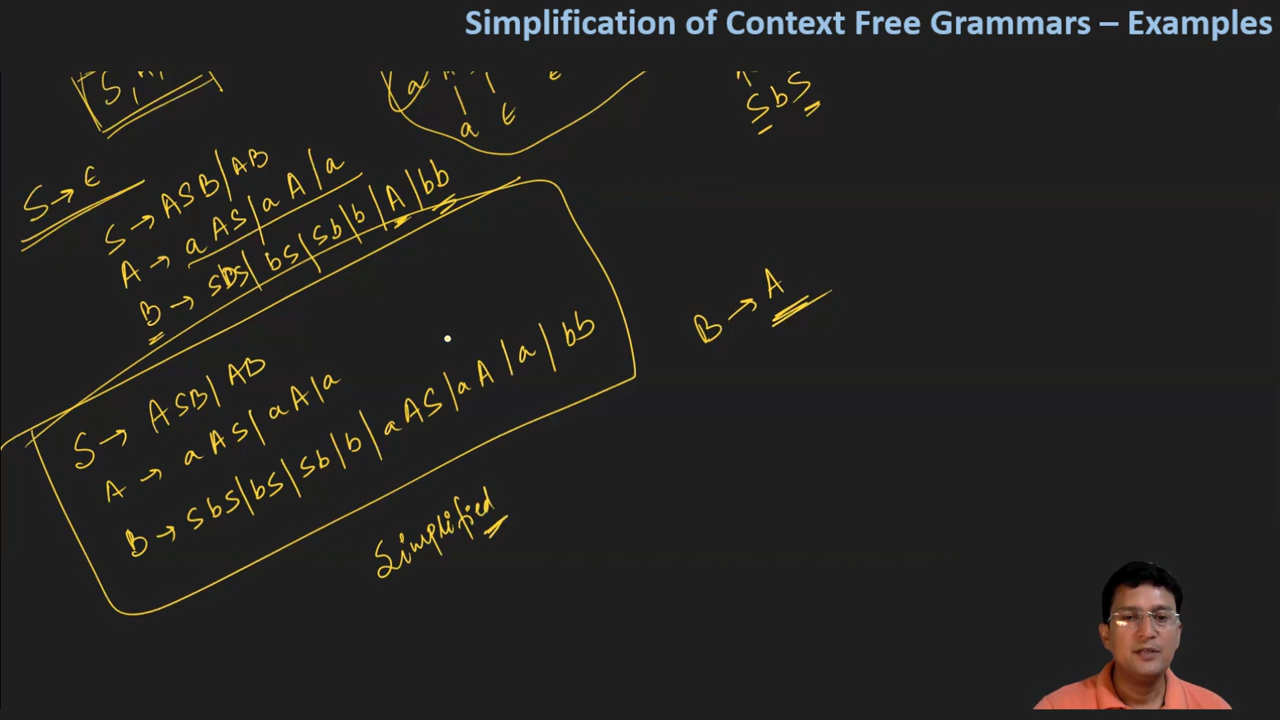 Simplification of Context Free Grammars – Examples
S,
a
a ε
SbS
S → ε
S → ASB | AB
A → aAS | aA | a
B → SbS | bS | Sb | b | A | bb
B → A
S → ASB | AB
A → aAS | aA | a
B → SbS | bS | Sb | b | aAS | aA | a | bb
Simplified